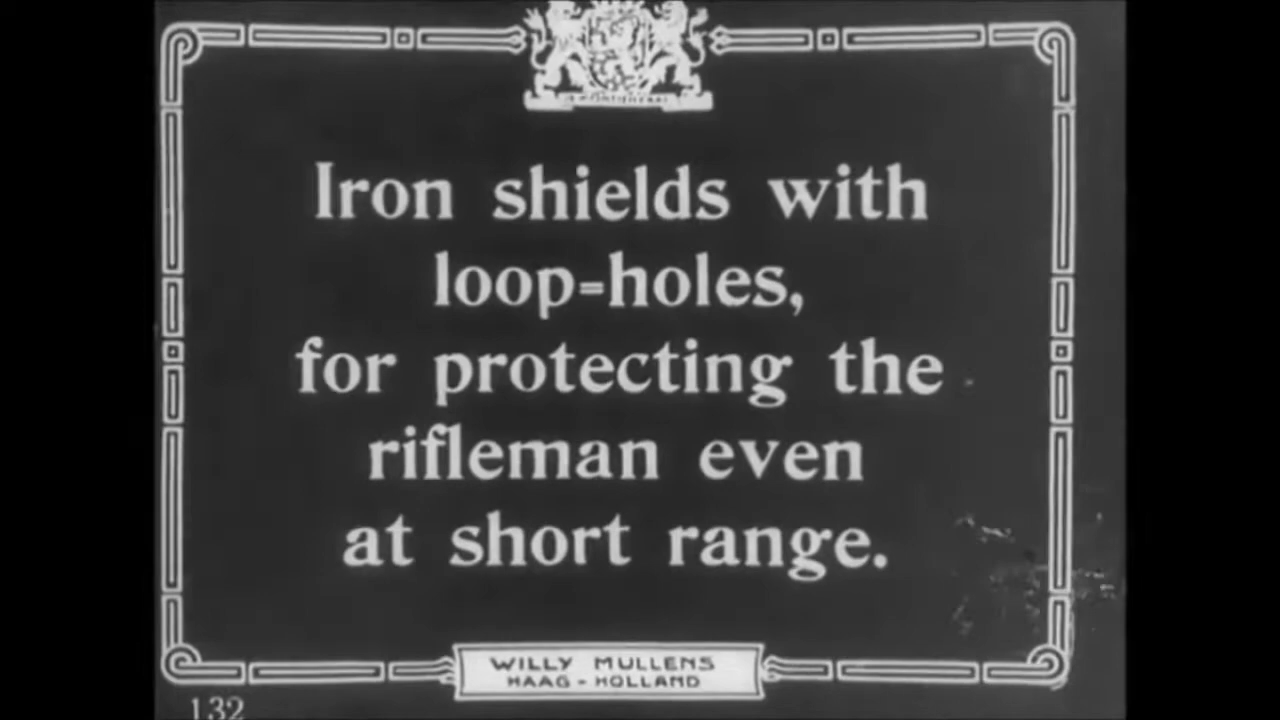 Iron shields with
loop=holes,
for protecting the
rifleman even
at short range.
WILLY MULLENS
HAAG - HOLLAND
132